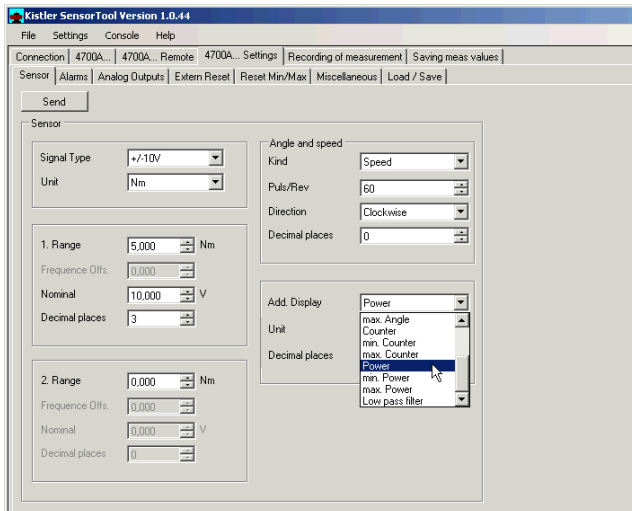 Kistler SensorTool Version 1.0.44
File Settings Console Help
Connection 4700A... 4700A... Remote 4700A... Settings Recording of measurement Saving meas values
Sensor Alarms Analog Outputs Extern Reset Reset Min/Max Miscellaneous Load / Save
Send
Sensor
Signal Type +/-10V
Unit Nm
1. Range 5,000 Nm
Frequence Offs. 0,000
Nominal 10,000 V
Decimal places 3
2. Range 0,000 Nm
Frequence Offs. 0,000
Nominal 0,000 V
Decimal places 0
Angle and speed
Kind Speed
Puls/Rev 60
Direction Clockwise
Decimal places 0
Add. Display Power
Unit
Decimal places
max. Angle
Counter
min. Counter
max. Counter
Power
min. Power
max. Power
Low pass filter